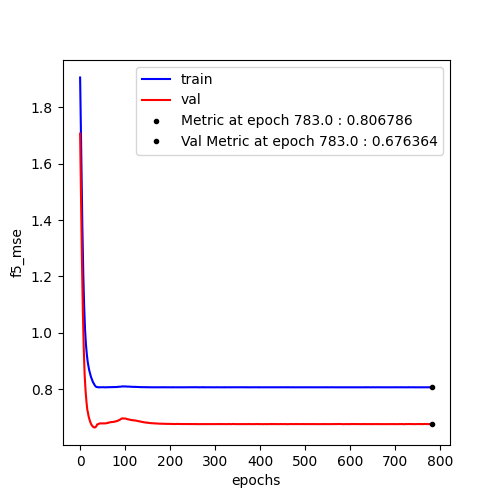 train
val
Metric at epoch 783.0 : 0.806786
Val Metric at epoch 783.0 : 0.676364
1.8
1.6
1.4
1.2
1.0
0.8
f5_mse
0 100 200 300 400 500 600 700 800
epochs